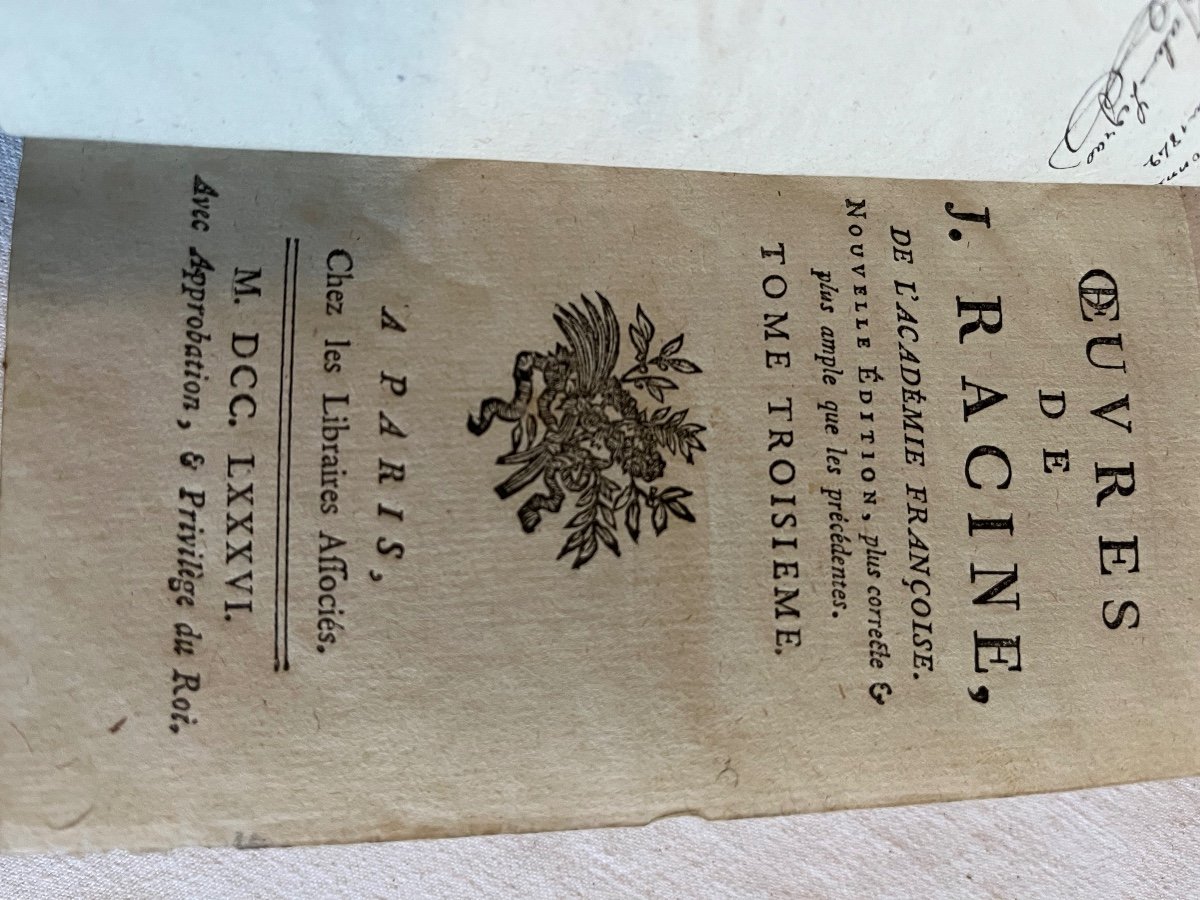 ŒUVRES
DE
J. RACINE,
DE L'ACADÉMIE FRANÇOISE.
NOUVELLE ÉDITION, plus correcte &
plus ample que les précédentes.
TOME TROISIEME.
A PARIS,
Chez les Libraires Aſſociés.
M. DCC. LXXXVI.
Avec Approbation, & Privilège du Roi,